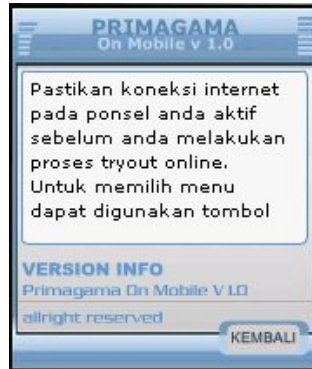 PRIMAGAMA
On Mobile v 1.0
Pastikan koneksi internet
pada ponsel anda aktif
sebelum anda melakukan
proses tryout online.
Untuk memilih menu
dapat digunakan tombol
VERSION INFO
Primagama On Mobile V 1.0
allright reserved
KEMBALI